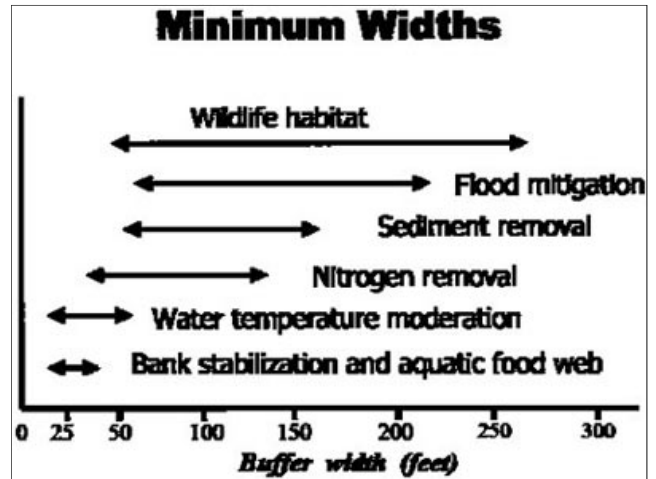 Minimum Widths
Wildlife habitat
Flood mitigation
Sediment removal
Nitrogen removal
Water temperature moderation
Bank stabilization and aquatic food web
0 25 50 100 150 200 250 300
Buffer width (feet)